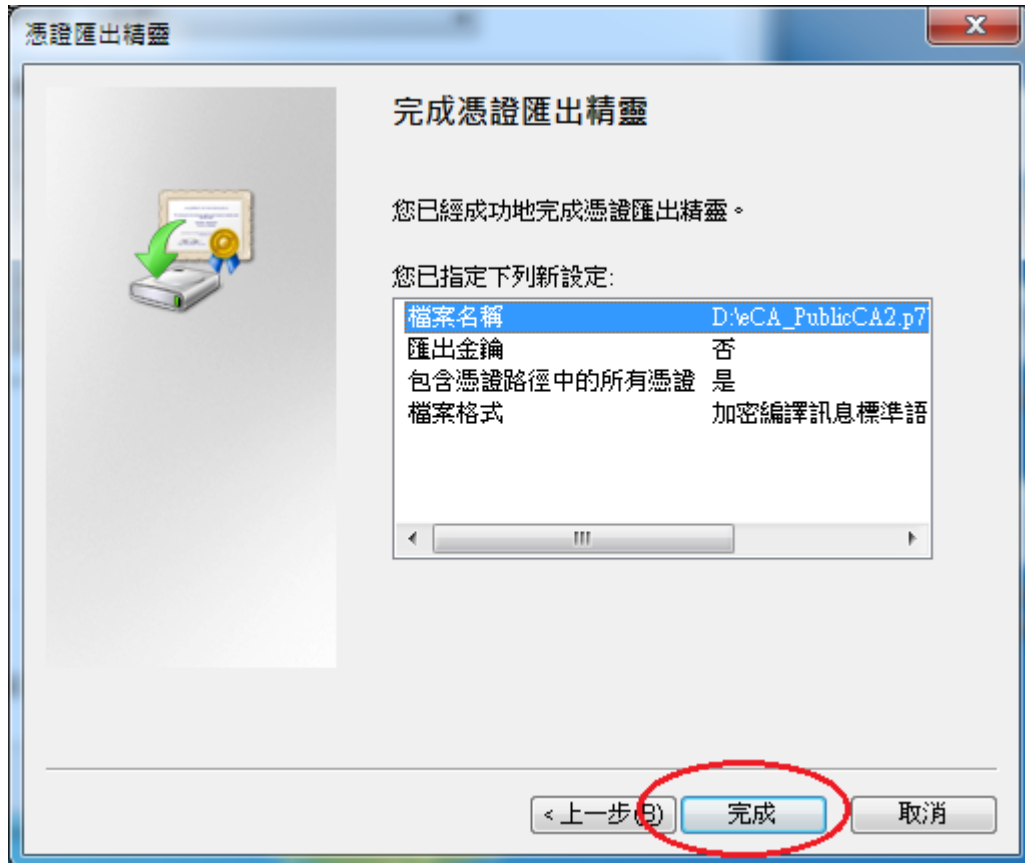 憑證匯出精靈
完成憑證匯出精靈
您已經成功地完成憑證匯出精靈。
您已指定下列新設定:
檔案名稱 D:\eCA_PublicCA2.p7
匯出金鑰 否
包含憑證路徑中的所有憑證 是
檔案格式 加密編譯訊息標準語
<上一步(B) 完成 取消